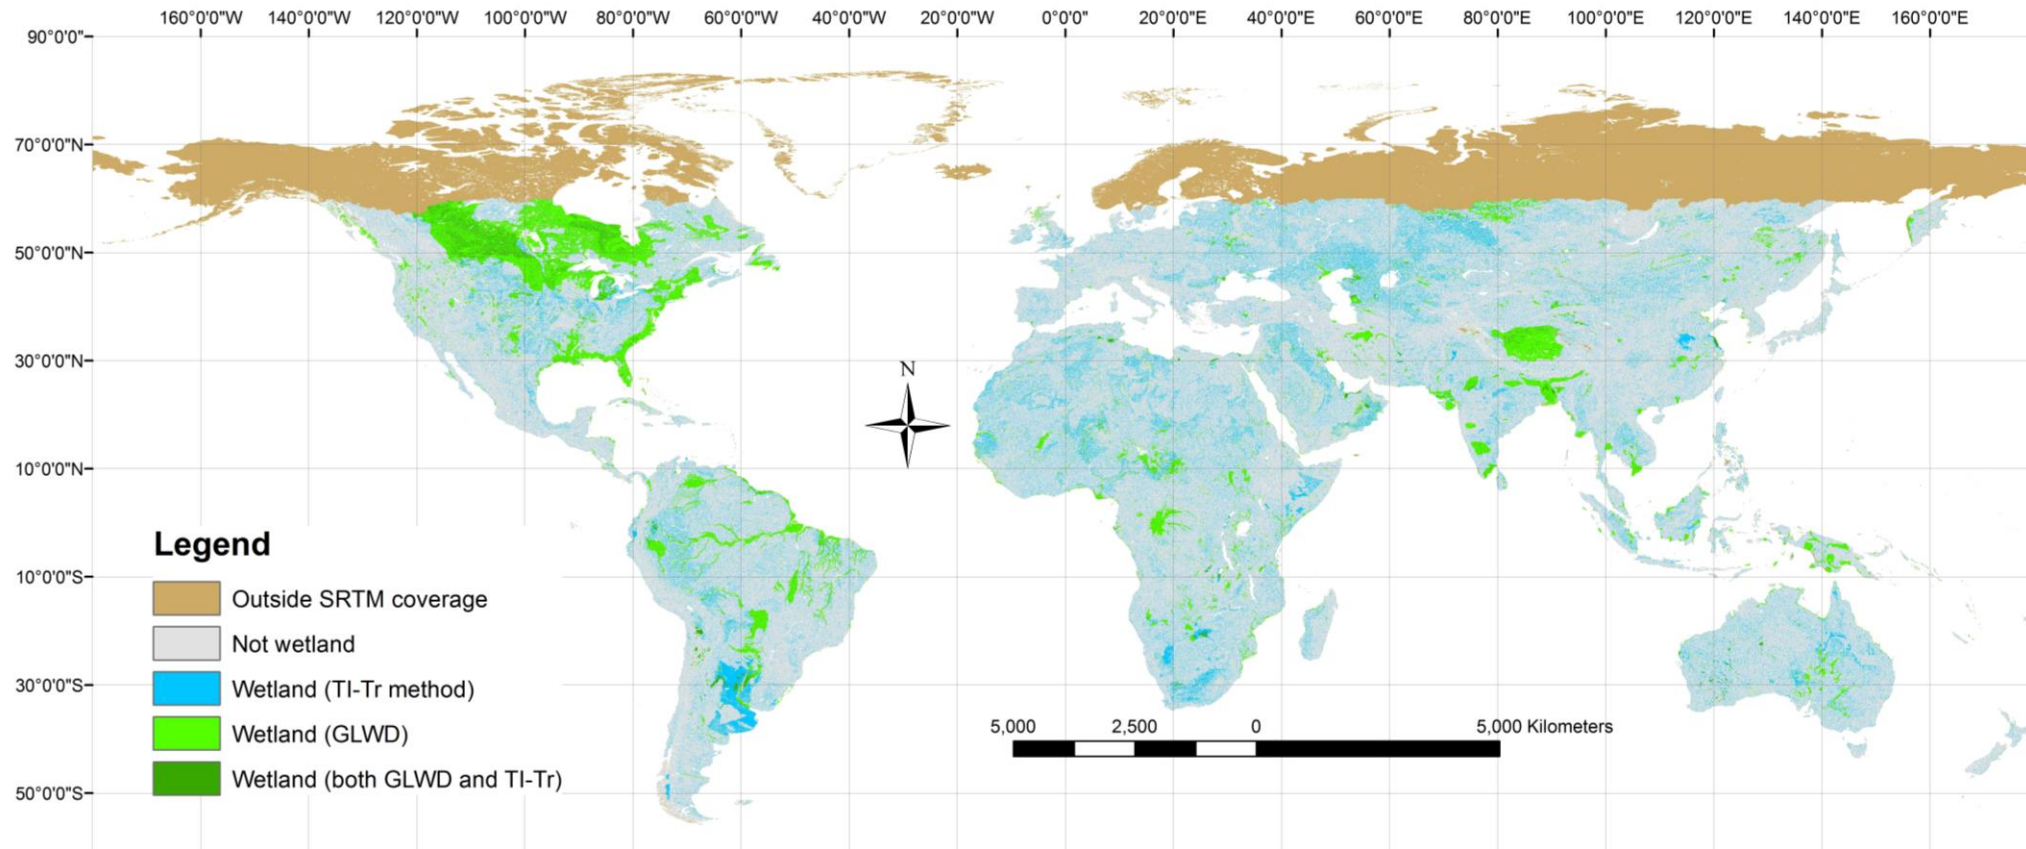 160°0'0"W 140°0'0"W 120°0'0"W 100°0'0"W 80°0'0"W 60°0'0"W 40°0'0"W 20°0'0"W 0°0'0" 20°0'0"E 40°0'0"E 60°0'0"E 80°0'0"E 100°0'0"E 120°0'0"E 140°0'0"E 160°0'0"E
90°0'0"
70°0'0"N
50°0'0"N
30°0'0"N
N
10°0'0"N
10°0'0"S
30°0'0"S
50°0'0"S
Legend
Outside SRTM coverage
Not wetland
Wetland (TI-Tr method)
Wetland (GLWD)
Wetland (both GLWD and TI-Tr)
5,000 2,500 0 5,000 Kilometers